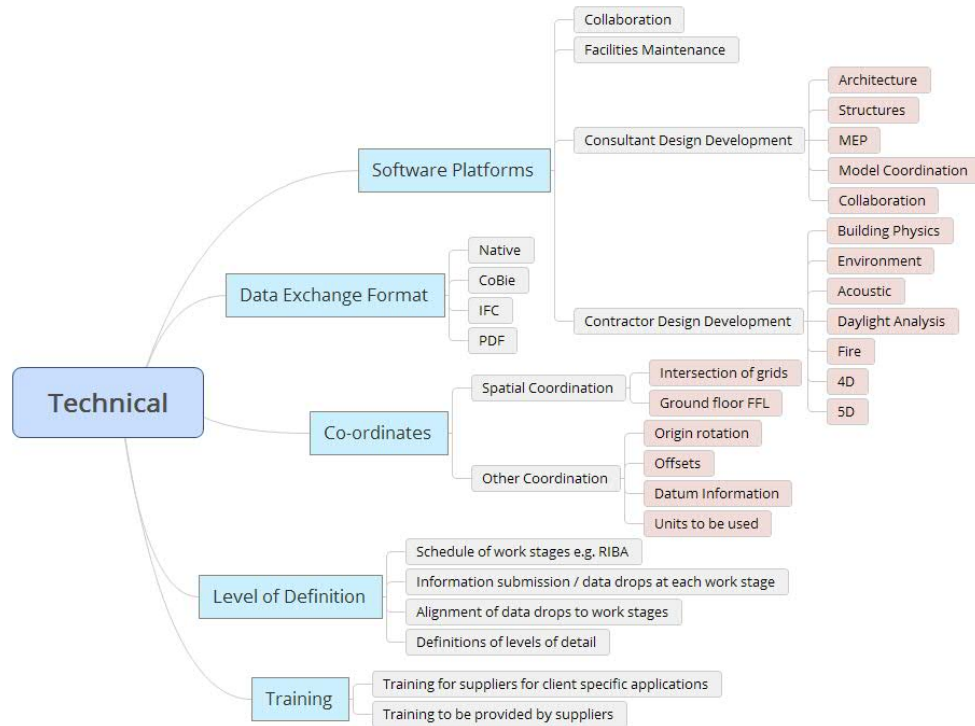 Technical
Software Platforms
Collaboration
Facilities Maintenance
Consultant Design Development
Architecture
Structures
MEP
Model Coordination
Collaboration
Contractor Design Development
Building Physics
Environment
Acoustic
Daylight Analysis
Fire
4D
5D
Data Exchange Format
Native
CoBie
IFC
PDF
Co-ordinates
Spatial Coordination
Intersection of grids
Ground floor FFL
Other Coordination
Origin rotation
Offsets
Datum Information
Units to be used
Level of Definition
Schedule of work stages e.g. RIBA
Information submission / data drops at each work stage
Alignment of data drops to work stages
Definitions of levels of detail
Training
Training for suppliers for client specific applications
Training to be provided by suppliers